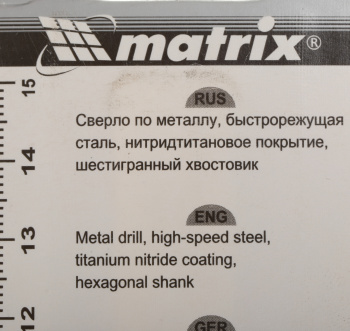 matrix®
15
RUS
Сверло по металлу, быстрорежущая
сталь, нитридтитановое покрытие,
шестигранный хвостовик
14
ENG
Metal drill, high-speed steel,
titanium nitride coating,
hexagonal shank
13
12
GER